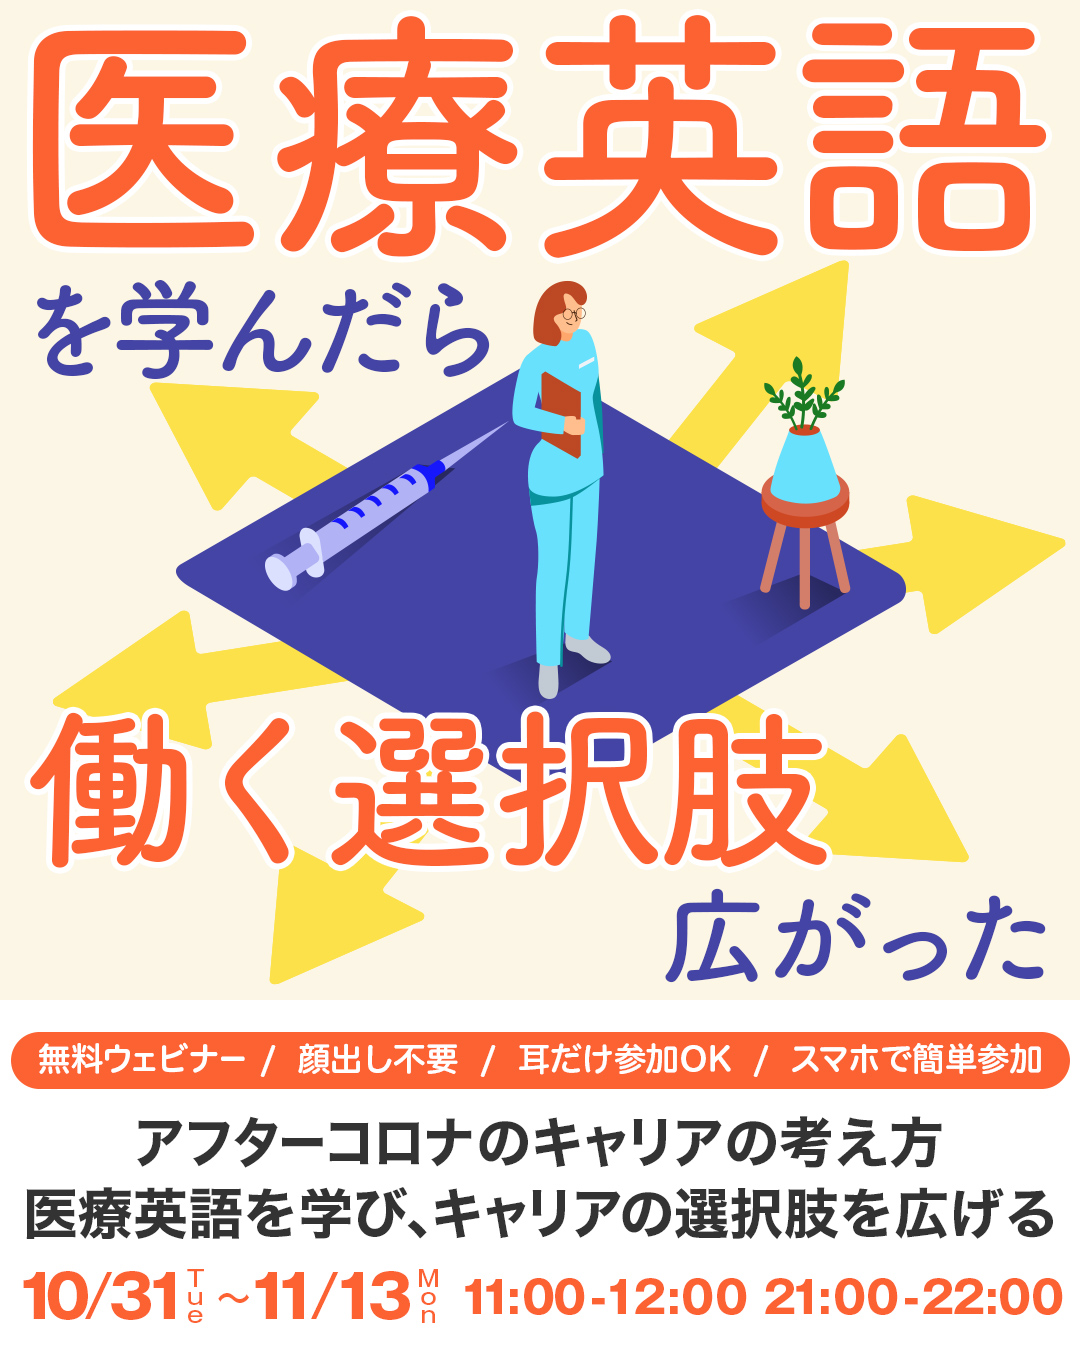 医療英語
を学んだら
働く選択肢
広がった
無料ウェビナー / 顔出し不要 / 耳だけ参加OK / スマホで簡単参加
アフターコロナのキャリアの考え方
医療英語を学び、キャリアの選択肢を広げる
10/31 Tue 〜11/13 Mon 11:00-12:00 21:00-22:00